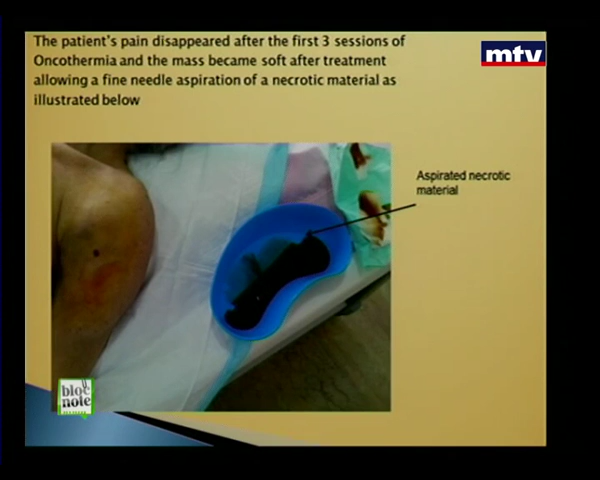 The patient's pain disappeared after the first 3 sessions of
Oncothermia and the mass became soft after treatment
allowing a fine needle aspiration of a necrotic material as
illustrated below
mtv
Aspirated necrotic
material
bloc
note